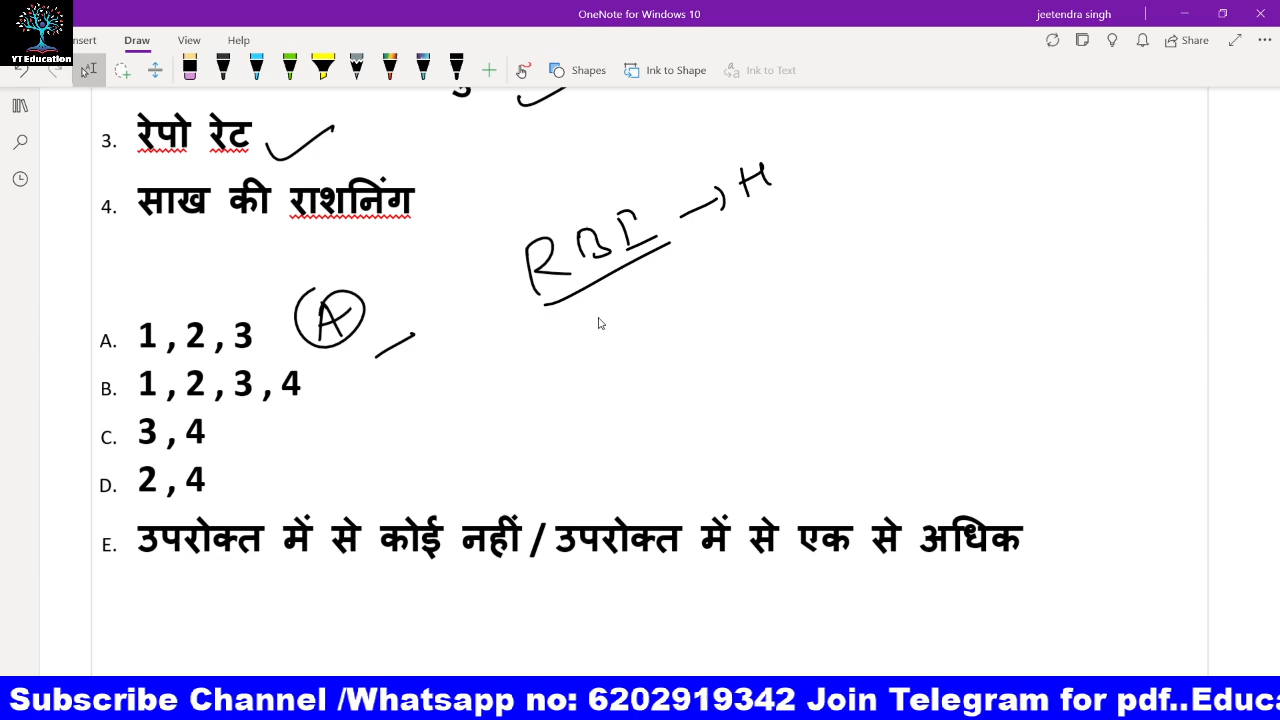 OneNote for Windows 10
jeetendra singh
YT Education
nsert
Draw
View
Help
Share
Shapes
Ink to Shape
Ink to Text
3. रेपो रेट
4. साख की राशनिंग
RBI → H
A. 1 , 2 , 3 (A)
B. 1 , 2 , 3 , 4
C. 3 , 4
D. 2 , 4
E. उपरोक्त में से कोई नहीं / उपरोक्त में से एक से अधिक
Subscribe Channel /Whatsapp no: 6202919342 Join Telegram for pdf..Educa